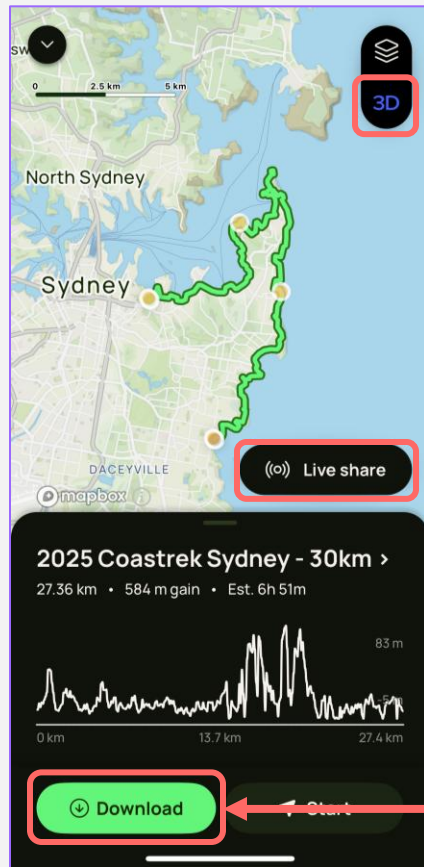 0 2.5 km 5 km
3D
North Sydney
Sydney
DACEYVILLE
Live share
mapbox
2025 Coastrek Sydney - 30km >
27.36 km • 584 m gain • Est. 6h 51m
83 m
0 km 13.7 km 27.4 km
Download Start